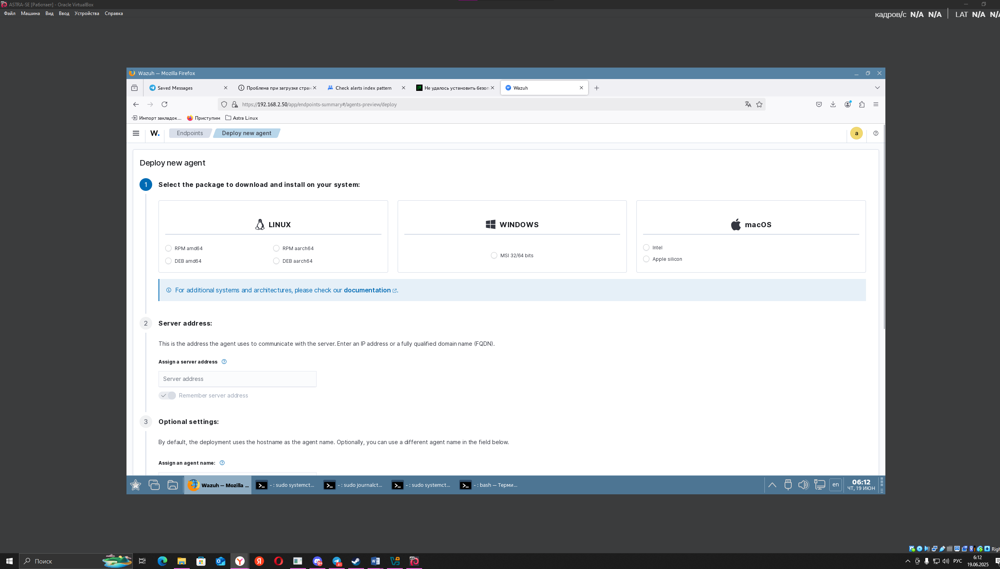 ASTRA-SE [Работает] - Oracle VirtualBox
Файл Машина Вид Ввод Устройства Справка
кадров/с N/A N/A LAT N/A
Wazuh — Mozilla Firefox
Saved Messages
Проблема при загрузке стран
Check alerts index pattern
Не удалось установить безоп
Wazuh
https://192.168.2.50/app/endpoints-summary#/agents-preview/deploy
Импорт закладок... Приступим Astra Linux
W. Endpoints Deploy new agent a
Deploy new agent
1 Select the package to download and install on your system:
LINUX
RPM amd64 RPM aarch64
DEB amd64 DEB aarch64
WINDOWS
MSI 32/64 bits
macOS
Intel
Apple silicon
For additional systems and architectures, please check our documentation.
2 Server address:
This is the address the agent uses to communicate with the server. Enter an IP address or a fully qualified domain name (FQDN).
Assign a server address
Server address
Remember server address
3 Optional settings:
By default, the deployment uses the hostname as the agent name. Optionally, you can use a different agent name in the field below.
Assign an agent name:
Wazuh — Mozilla ... - : sudo systemct... - : sudo journalct... - : sudo systemct... - : bash — Терми...
en 06:12
ЧТ, 19 ИЮН
Поиск
РУС 6:12
19.06.2025